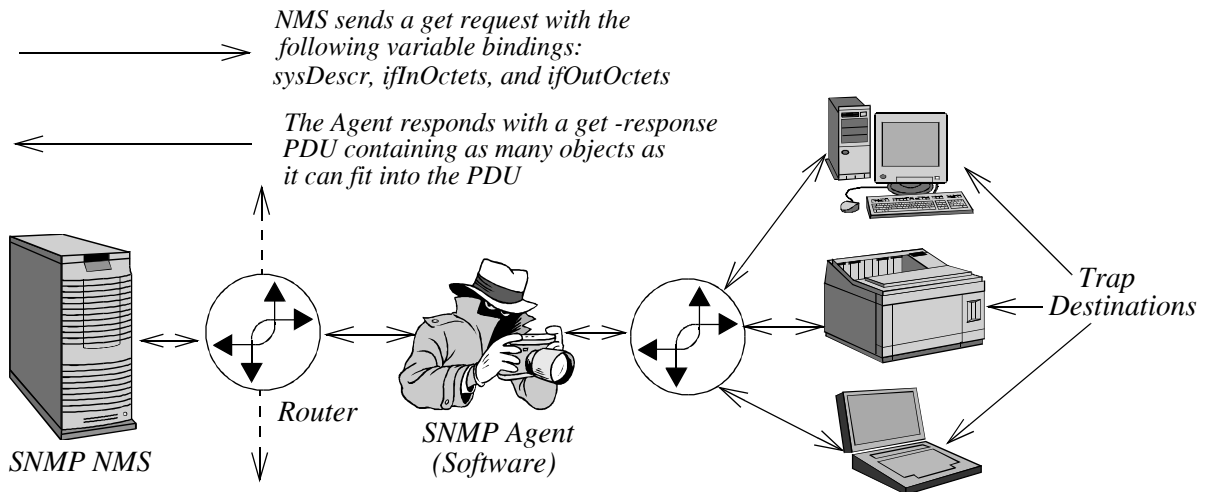 NMS sends a get request with the
following variable bindings:
sysDescr, ifInOctets, and ifOutOctets
The Agent responds with a get -response
PDU containing as many objects as
it can fit into the PDU
Trap
Destinations
Router
SNMP Agent
(Software)
SNMP NMS